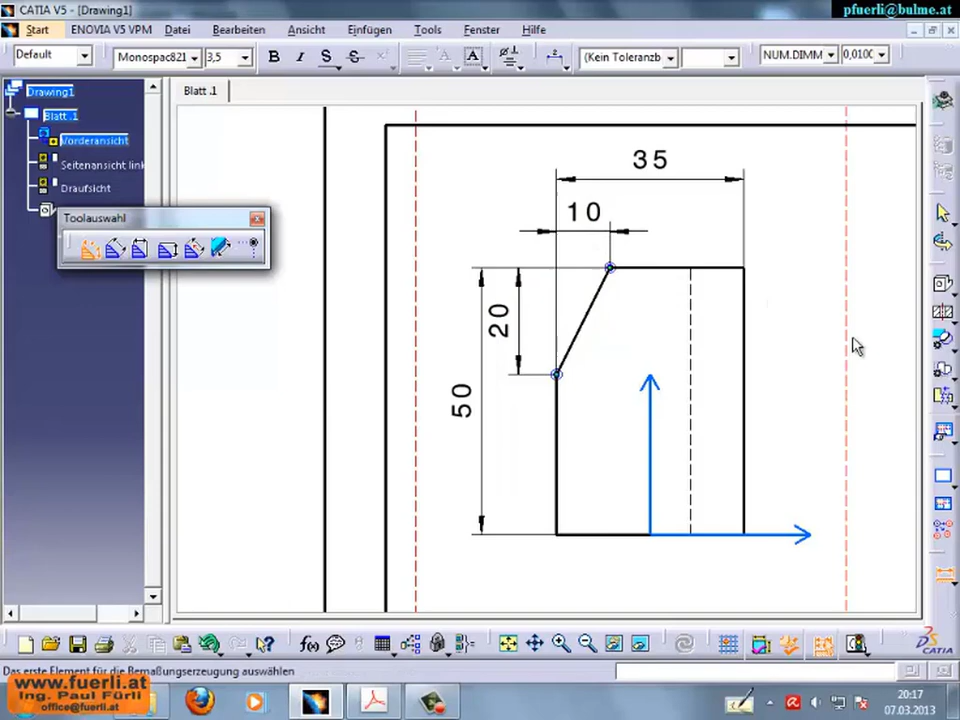 CATIA V5 - [Drawing1]
pfuerli@bulme.at
Start ENOVIA V5 VPM Datei Bearbeiten Ansicht Einfügen Tools Fenster Hilfe
Default Monospac821 3,5 B I S A A (Kein Toleranzb NUM.DIMM 0,010
Drawing1
Blatt .1
Vorderansicht
Seitenansicht link
Draufsicht
Toolauswahl
Blatt .1
35
10
20
50
f(x)
CATIA
Das erste Element für die Bemaßungserzeugung auswählen
www.fuerli.at
Ing. Paul Fürli
office@fuerli.at
20:17
07.03.2013